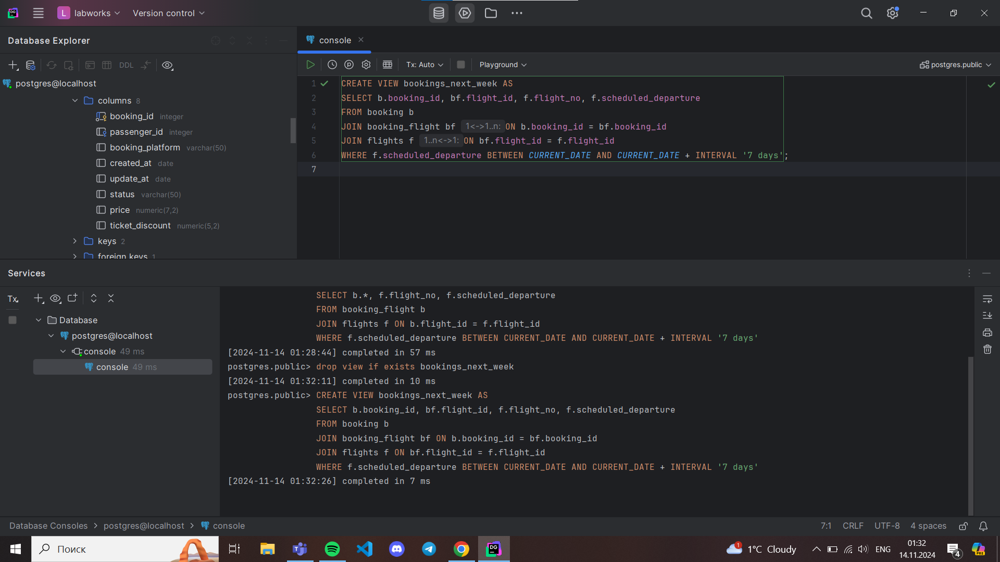 L labworks Version control
Database Explorer
console
DDL
Tx: Auto Playground postgres.public
postgres@localhost
columns 8
booking_id integer
passenger_id integer
booking_platform varchar(50)
created_at date
update_at date
status varchar(50)
price numeric(7,2)
ticket_discount numeric(5,2)
keys 2
foreign keys 1
1 CREATE VIEW bookings_next_week AS
2 SELECT b.booking_id, bf.flight_id, f.flight_no, f.scheduled_departure
3 FROM booking b
4 JOIN booking_flight bf 1<->1..n: ON b.booking_id = bf.booking_id
5 JOIN flights f 1..n<->1: ON bf.flight_id = f.flight_id
6 WHERE f.scheduled_departure BETWEEN CURRENT_DATE AND CURRENT_DATE + INTERVAL '7 days';
7
Services
Tx
Database
postgres@localhost
console 49 ms
console 49 ms
SELECT b.*, f.flight_no, f.scheduled_departure
FROM booking_flight b
JOIN flights f ON b.flight_id = f.flight_id
WHERE f.scheduled_departure BETWEEN CURRENT_DATE AND CURRENT_DATE + INTERVAL '7 days'
[2024-11-14 01:28:44] completed in 57 ms
postgres.public> drop view if exists bookings_next_week
[2024-11-14 01:32:11] completed in 10 ms
postgres.public> CREATE VIEW bookings_next_week AS
SELECT b.booking_id, bf.flight_id, f.flight_no, f.scheduled_departure
FROM booking b
JOIN booking_flight bf ON b.booking_id = bf.booking_id
JOIN flights f ON bf.flight_id = f.flight_id
WHERE f.scheduled_departure BETWEEN CURRENT_DATE AND CURRENT_DATE + INTERVAL '7 days'
[2024-11-14 01:32:26] completed in 7 ms
Database Consoles > postgres@localhost > console
7:1 CRLF UTF-8 4 spaces
Поиск
1 1°C Cloudy
ENG
01:32
14.11.2024
4
PRE